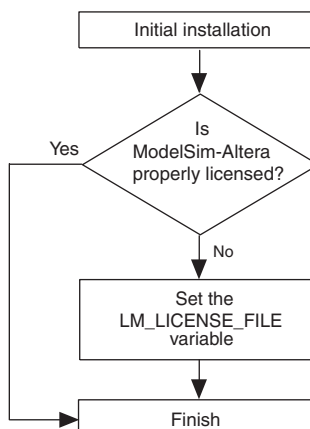 Initial installation
Is
ModelSim-Altera
properly licensed?
Yes
No
Set the
LM_LICENSE_FILE
variable
Finish